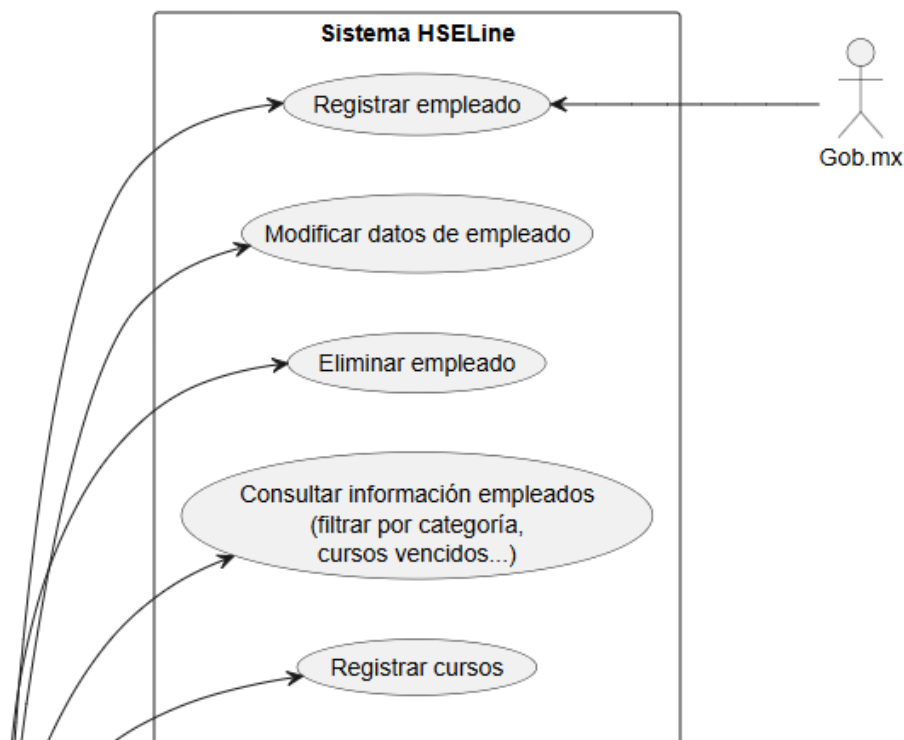 Sistema HSELine
Registrar empleado
Gob.mx
Modificar datos de empleado
Eliminar empleado
Consultar información empleados
(filtrar por categoría,
cursos vencidos...)
Registrar cursos